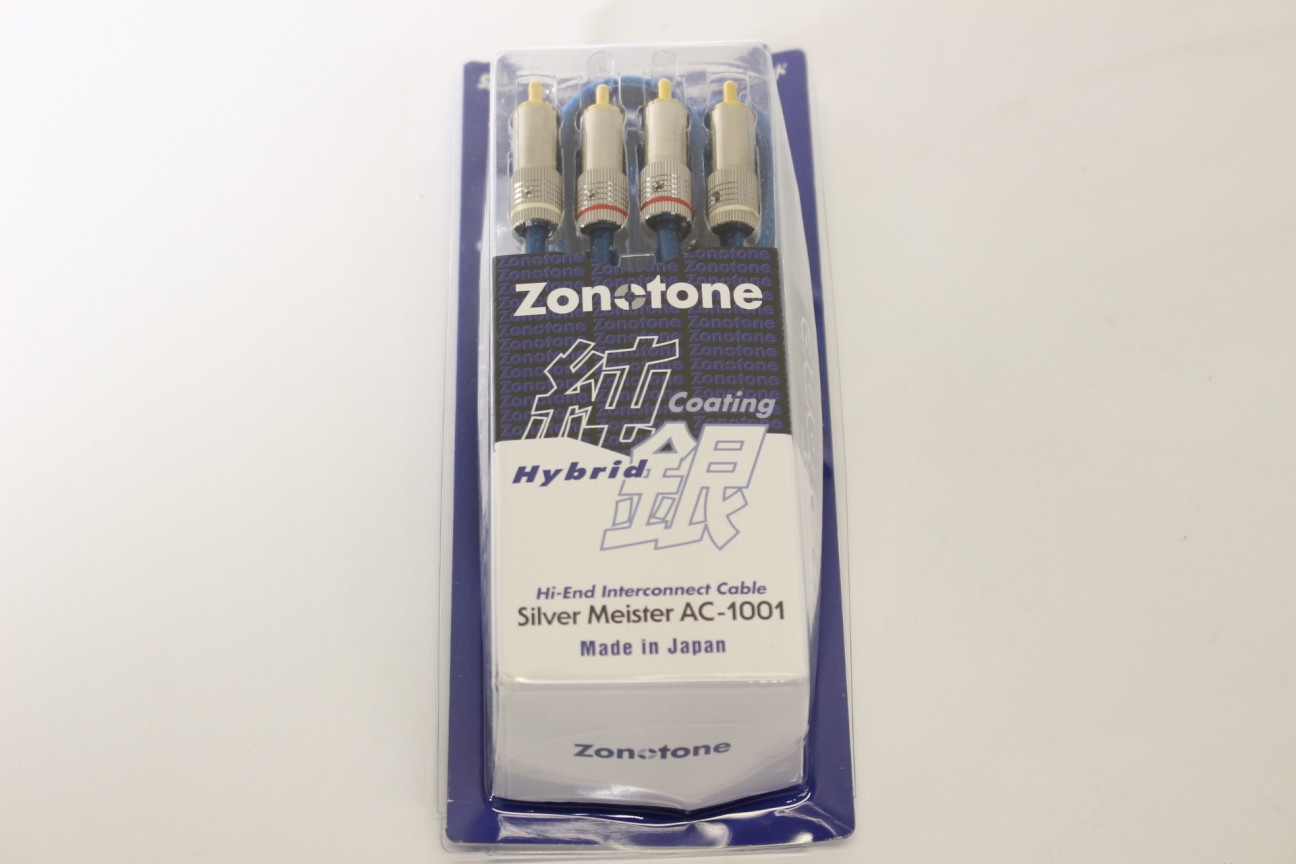 Zonotone
純
Coating
Hybrid
銀
Hi-End Interconnect Cable
Silver Meister AC-1001
Made in Japan
Zonotone